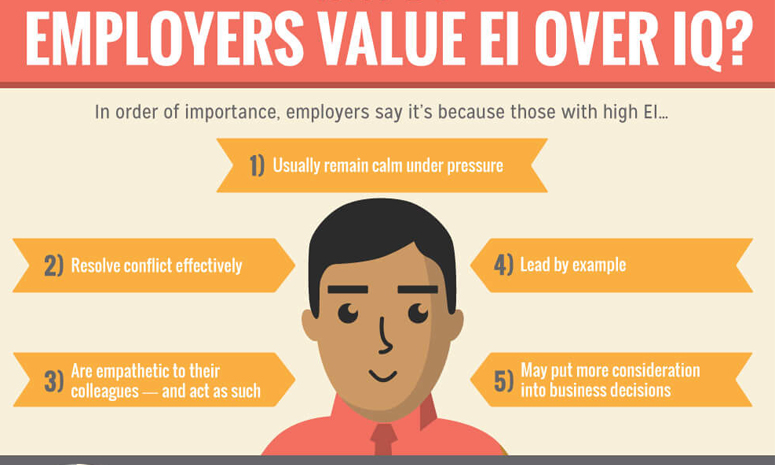 EMPLOYERS VALUE EI OVER IQ?
In order of importance, employers say it's because those with high EI...
1) Usually remain calm under pressure
2) Resolve conflict effectively
3) Are empathetic to their
colleagues — and act as such
4) Lead by example
5) May put more consideration
into business decisions